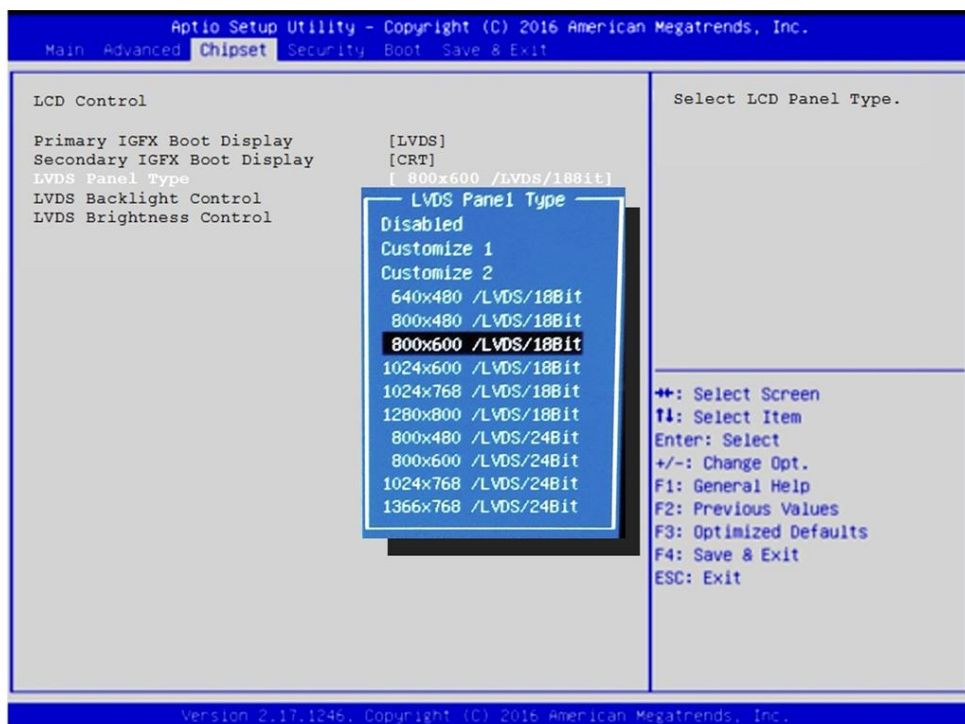 Aptio Setup Utility - Copyright (C) 2016 American Megatrends, Inc.
Main Advanced Chipset Security Boot Save & Exit
LCD Control
Primary IGFX Boot Display [LVDS]
Secondary IGFX Boot Display [CRT]
LVDS Panel Type [ 800x600 /LVDS/188it]
LVDS Backlight Control
LVDS Brightness Control
LVDS Panel Type
Disabled
Customize 1
Customize 2
640x480 /LVDS/18Bit
800x480 /LVDS/18Bit
800x600 /LVDS/18Bit
1024x600 /LVDS/18Bit
1024x768 /LVDS/18Bit
1280x800 /LVDS/18Bit
800x480 /LVDS/24Bit
800x600 /LVDS/24Bit
1024x768 /LVDS/24Bit
1366x768 /LVDS/24Bit
Select LCD Panel Type.
→←: Select Screen
↑↓: Select Item
Enter: Select
+/-: Change Opt.
F1: General Help
F2: Previous Values
F3: Optimized Defaults
F4: Save & Exit
ESC: Exit
Version 2.17.1246. Copyright (C) 2016 American Megatrends, Inc.